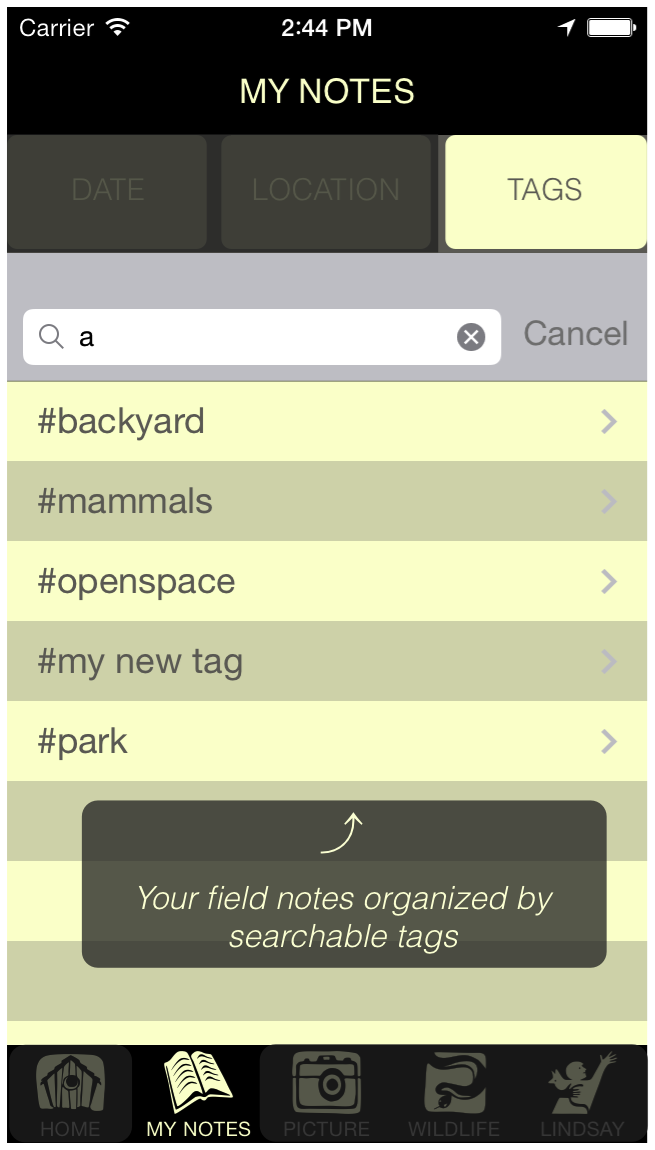 Carrier 2:44 PM
MY NOTES
DATE LOCATION TAGS
a Cancel
#backyard
#mammals
#openspace
#my new tag
#park
Your field notes organized by
searchable tags
HOME MY NOTES PICTURE WILDLIFE LINDSAY